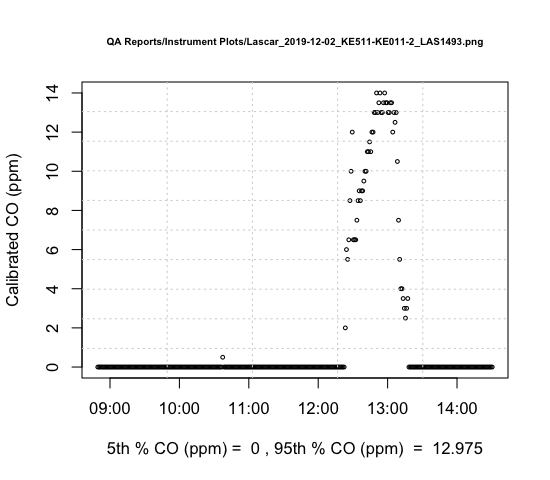 QA Reports/Instrument Plots/Lascar_2019-12-02_KE511-KE011-2_LAS1493.png
14
12
10
8
6
4
2
0
Calibrated CO (ppm)
09:00 10:00 11:00 12:00 13:00 14:00
5th % CO (ppm) = 0 , 95th % CO (ppm) = 12.975